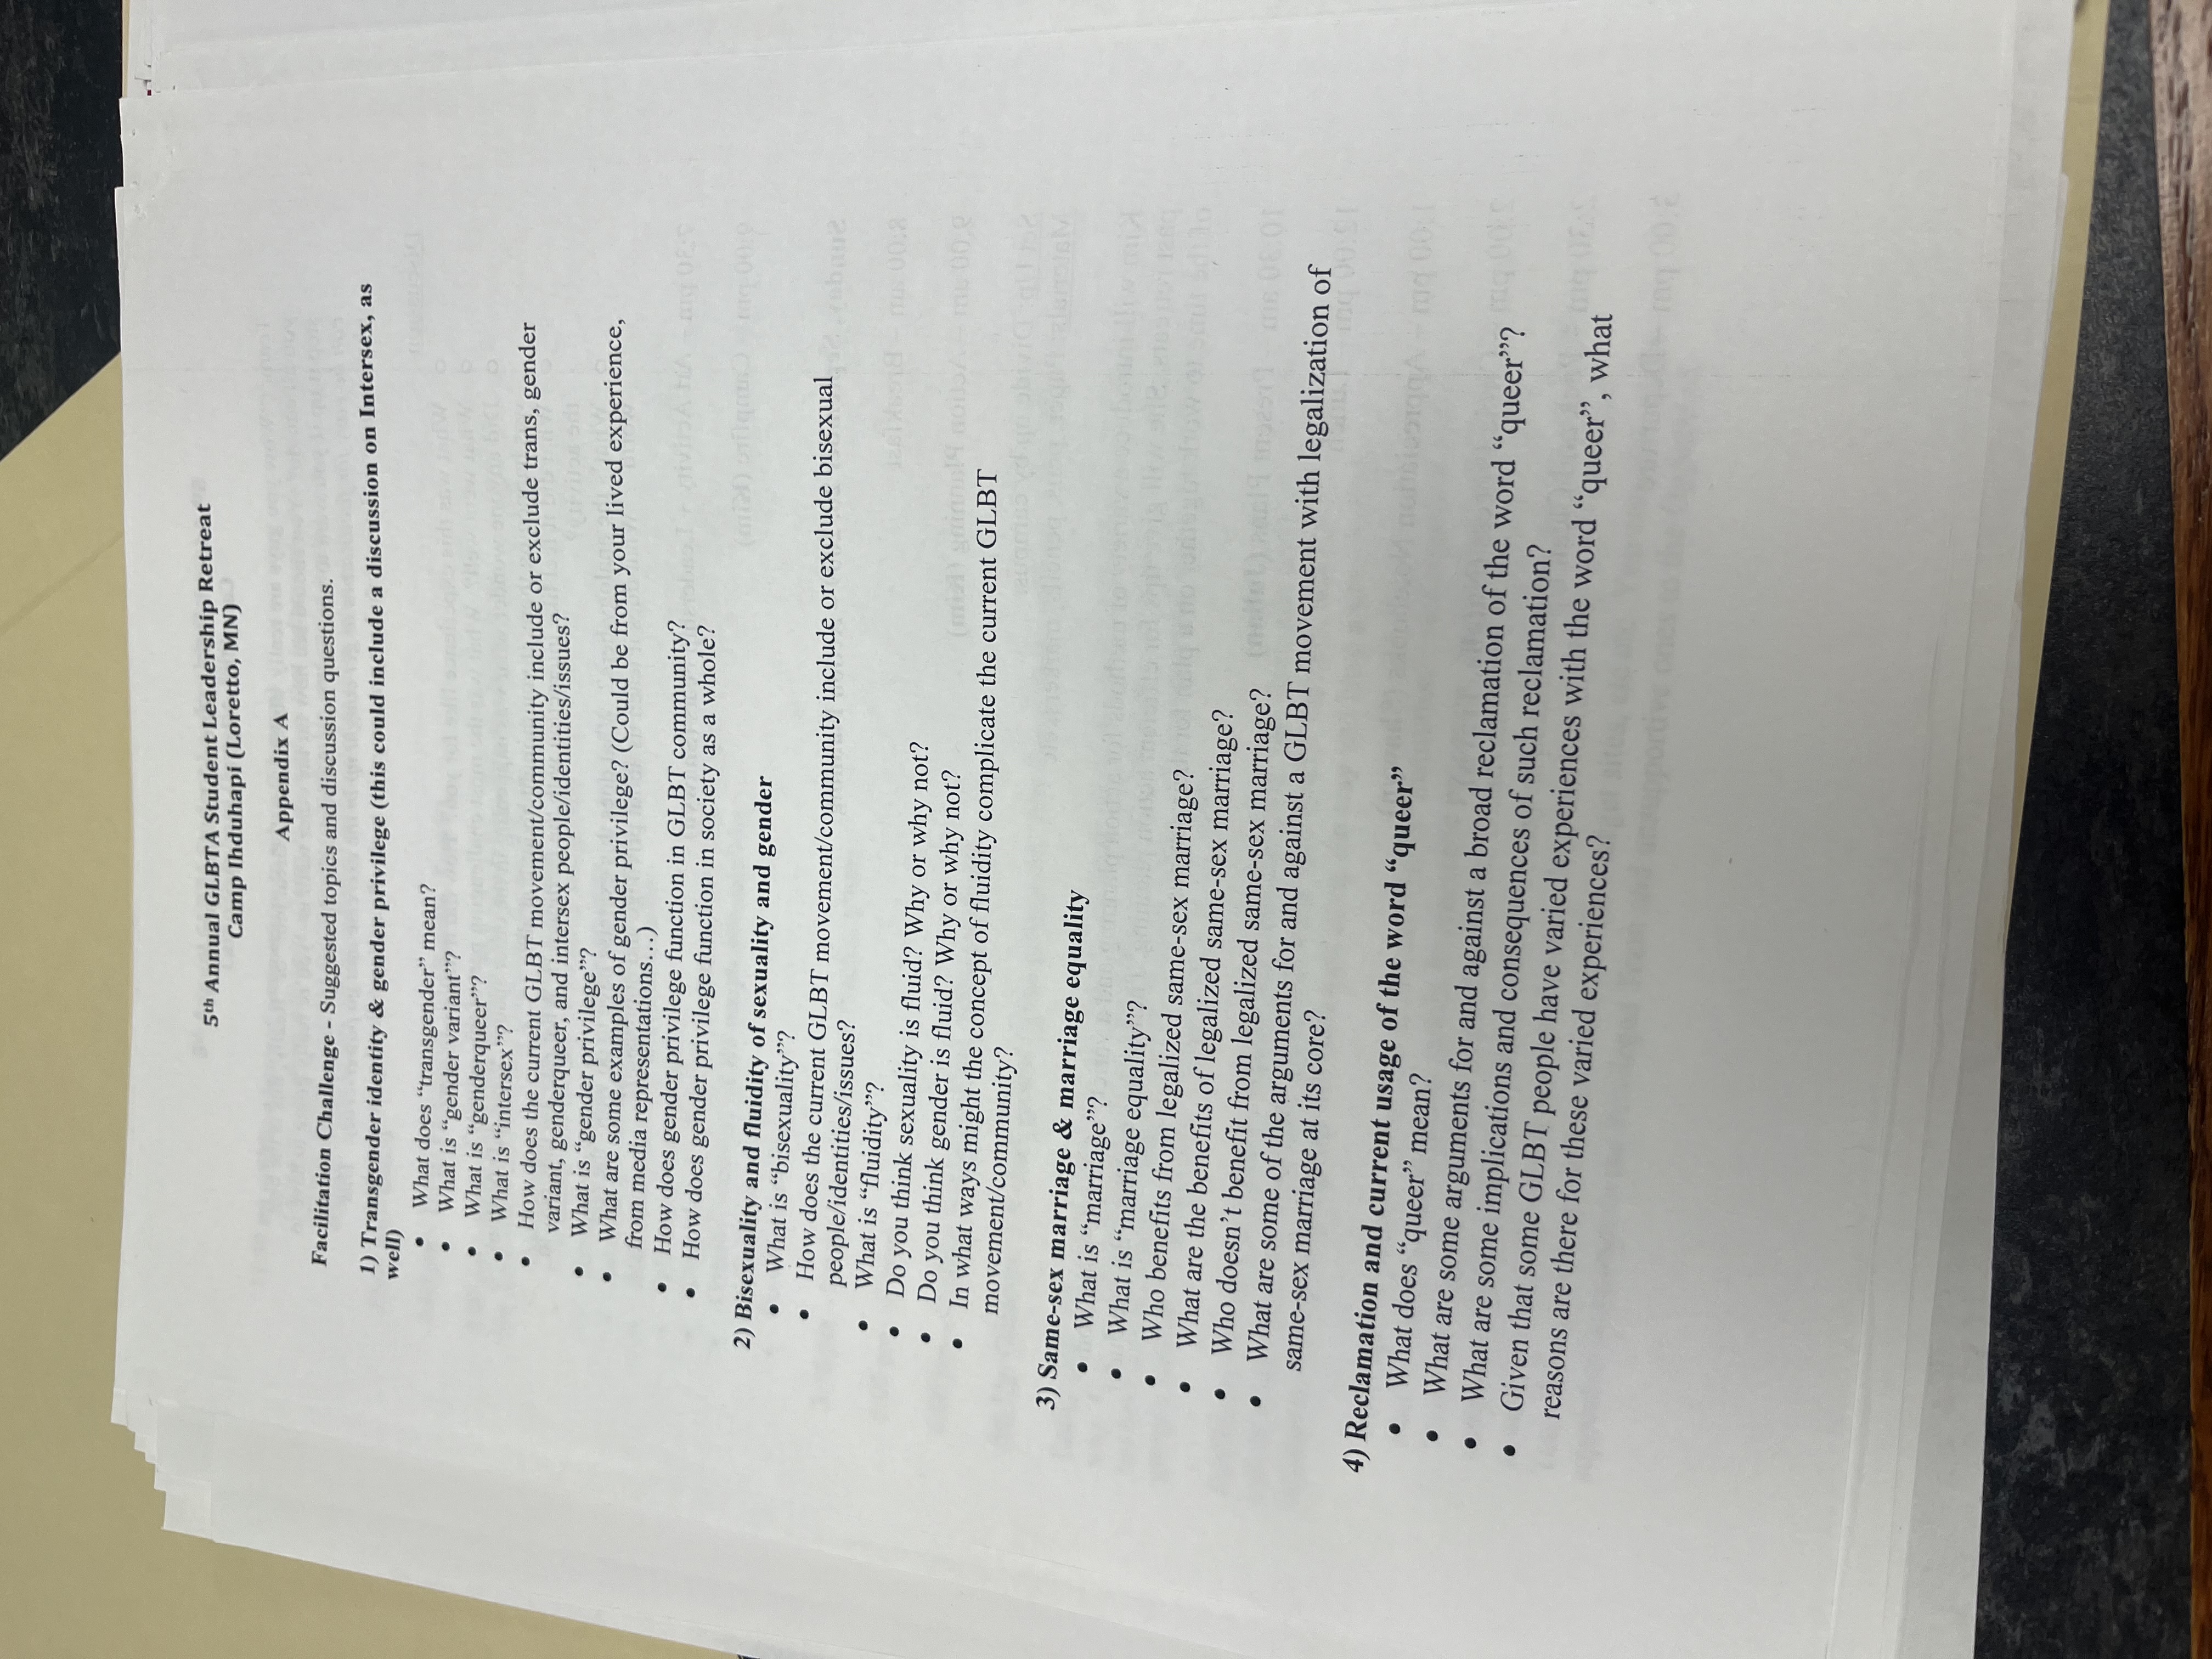 5th Annual GLBTA Student Leadership Retreat
Camp Ihduhapi (Loretto, MN)
Appendix A
Facilitation Challenge - Suggested topics and discussion questions.
1) Transgender identity & gender privilege (this could include a discussion on Intersex, as
well)
• What does “transgender” mean?
• What is “gender variant”?
• What is “genderqueer”?
• What is “intersex”?
• How does the current GLBT movement/community include or exclude trans, gender
variant, genderqueer, and intersex people/identities/issues?
• What is “gender privilege”?
• What are some examples of gender privilege? (Could be from your lived experience,
from media representations…)
• How does gender privilege function in GLBT community?
• How does gender privilege function in society as a whole?
2) Bisexuality and fluidity of sexuality and gender
• What is “bisexuality”?
• How does the current GLBT movement/community include or exclude bisexual
people/identities/issues?
• What is “fluidity”?
• Do you think sexuality is fluid? Why or why not?
• Do you think gender is fluid? Why or why not?
• In what ways might the concept of fluidity complicate the current GLBT
movement/community?
3) Same-sex marriage & marriage equality
• What is “marriage”?
• What is “marriage equality”?
• Who benefits from legalized same-sex marriage?
• What are the benefits of legalized same-sex marriage?
• Who doesn’t benefit from legalized same-sex marriage?
• What are some of the arguments for and against a GLBT movement with legalization of
same-sex marriage at its core?
4) Reclamation and current usage of the word “queer”
• What does “queer” mean?
• What are some arguments for and against a broad reclamation of the word “queer”?
• What are some implications and consequences of such reclamation?
• Given that some GLBT people have varied experiences with the word “queer”, what
reasons are there for these varied experiences?